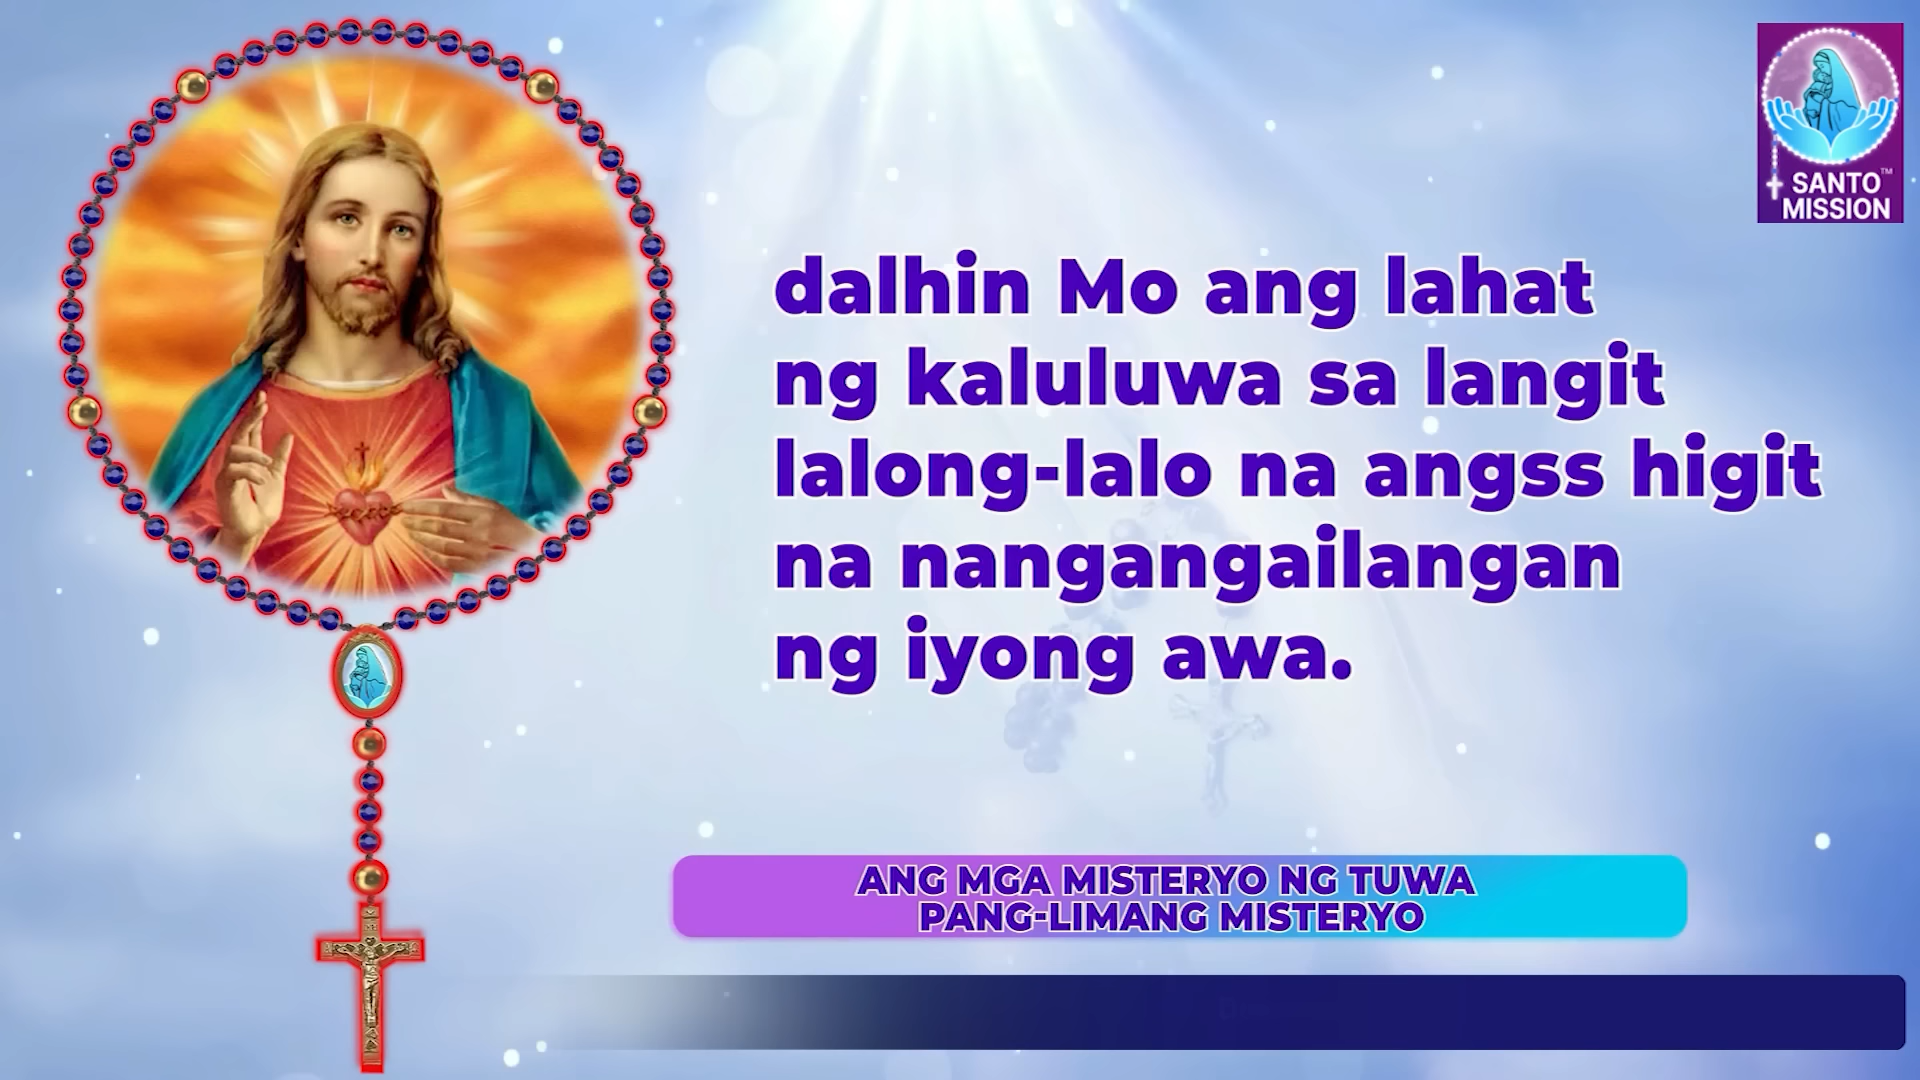 SANTO™
MISSION
dalhin Mo ang lahat
ng kaluluwa sa langit
lalong-lalo na angss higit
na nangangailangan
ng iyong awa.
ANG MGA MISTERYO NG TUWA
PANG-LIMANG MISTERYO